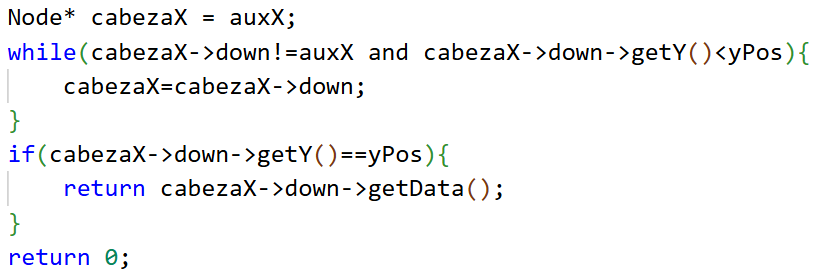 Node* cabezaX = auxX;
while(cabezaX->down!=auxX and cabezaX->down->getY()<yPos){
    cabezaX=cabezaX->down;
}
if(cabezaX->down->getY()==yPos){
    return cabezaX->down->getData();
}
return 0;